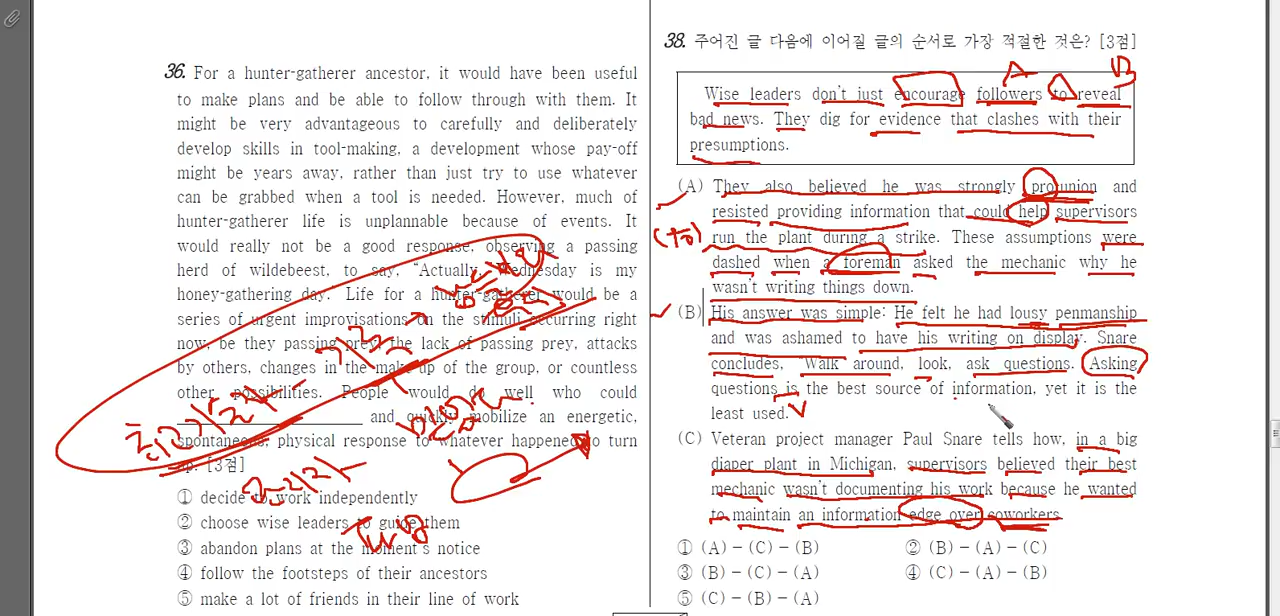 36. For a hunter-gatherer ancestor, it would have been useful
to make plans and be able to follow through with them. It
might be very advantageous to carefully and deliberately
develop skills in tool-making, a development whose pay-off
might be years away, rather than just try to use whatever
can be grabbed when a tool is needed. However, much of
hunter-gatherer life is unplannable because of events. It
would really not be a good response, observing a passing
herd of wildebeest, to say, "Actually, Wednesday is my
honey-gathering day." Life for a hunter-gatherer would be a
series of urgent improvisations on the stimuli occurring right
now, be they passing prey, the lack of passing prey, attacks
by others, changes in the make-up of the group, or countless
other possibilities. People would do well who could
and quickly mobilize an energetic,
spontaneous, physical response to whatever happened to turn
up. [3점]
① decide to work independently
② choose wise leaders to guide them
③ abandon plans at the moment's notice
④ follow the footsteps of their ancestors
⑤ make a lot of friends in their line of work
38. 주어진 글 다음에 이어질 글의 순서로 가장 적절한 것은? [3점]
A B
Wise leaders don't just encourage followers to reveal
bad news. They dig for evidence that clashes with their
presumptions.
(A) They also believed he was strongly pro-union and
resisted providing information that could help supervisors
(to) run the plant during a strike. These assumptions were
dashed when a foreman asked the mechanic why he
wasn't writing things down.
(B) His answer was simple: He felt he had lousy penmanship
and was ashamed to have his writing on display. Snare
concludes, "Walk around, look, ask questions. Asking
questions is the best source of information, yet it is the
least used."
(C) Veteran project manager Paul Snare tells how, in a big
diaper plant in Michigan, supervisors believed their best
mechanic wasn't documenting his work because he wanted
to maintain an information edge over coworkers.
① (A) - (C) - (B) ② (B) - (A) - (C)
③ (B) - (C) - (A) ④ (C) - (A) - (B)
⑤ (C) - (B) - (A)